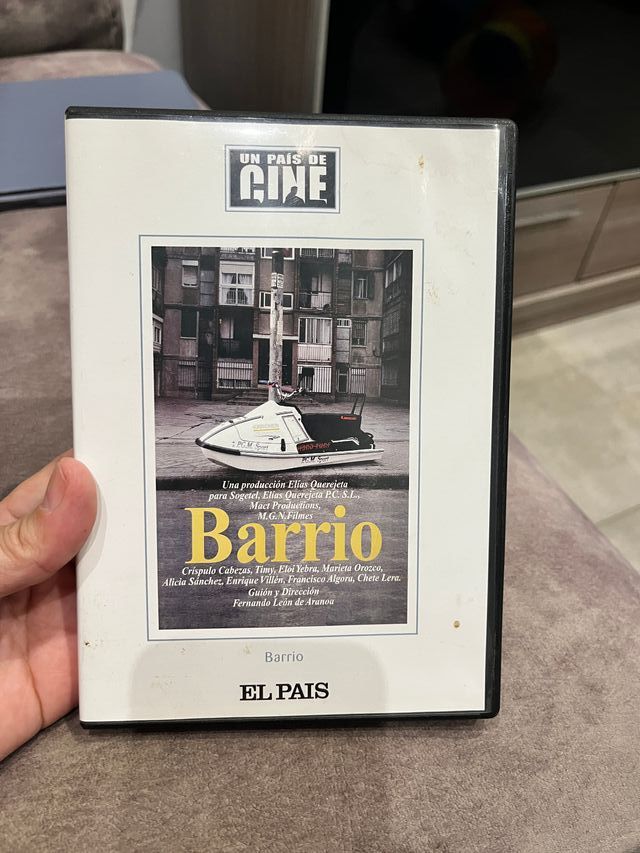 UN PAÍS DE
CINE
P.C.M. Sport
P.C.M. Sport
Una producción Elías Querejeta
para Sogetel, Elías Querejeta P.C. S.L.,
Mact Productions,
M.G.N. Filmes
Barrio
Críspulo Cabezas, Timy, Eloi Yebra, Marieta Orozco,
Alicia Sánchez, Enrique Villén, Francisco Algora, Chete Lera.
Guión y Dirección
Fernando León de Aranoa
Barrio
EL PAIS